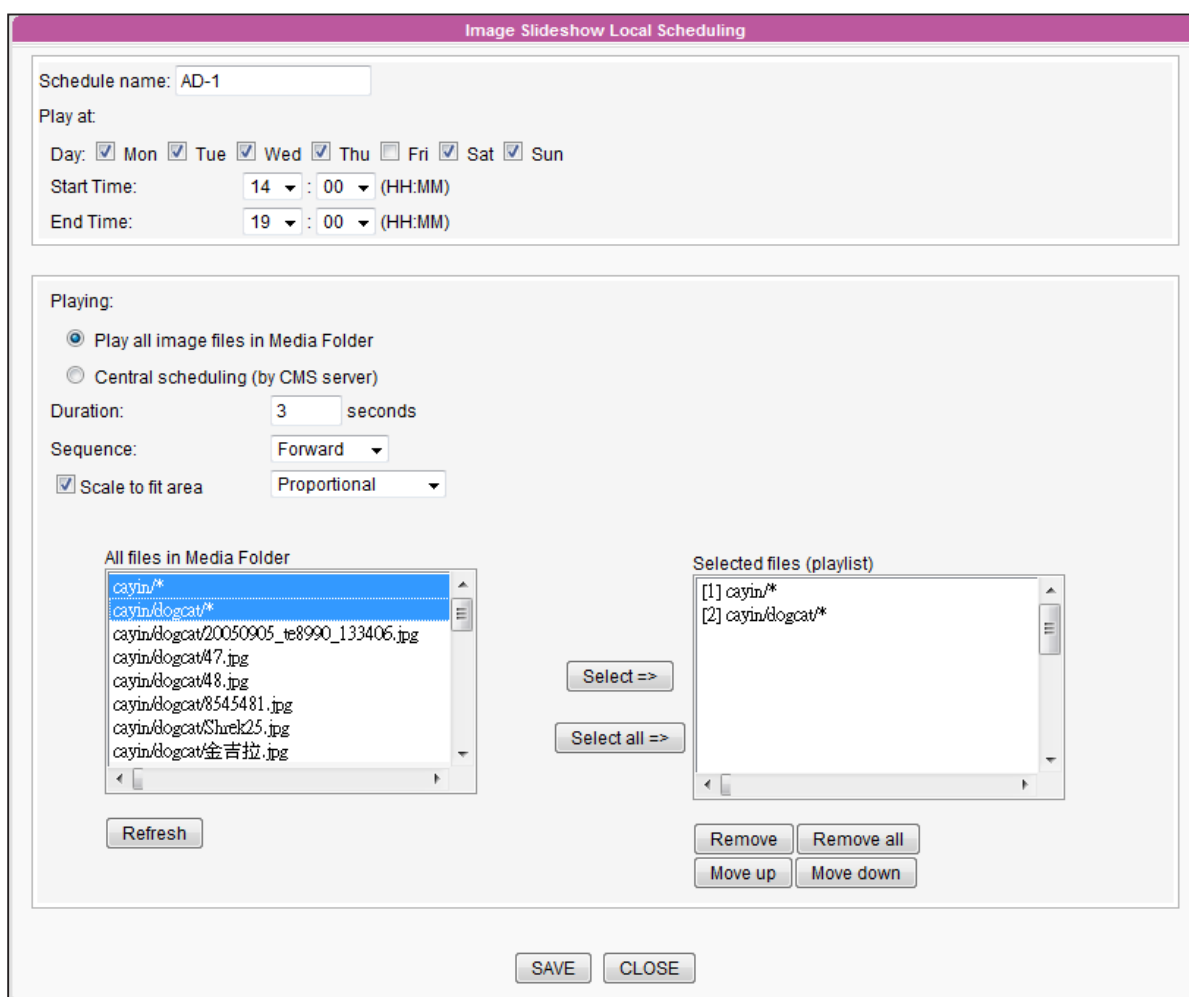 Image Slideshow Local Scheduling
Schedule name: AD-1
Play at:
Day: Mon Tue Wed Thu Fri Sat Sun
Start Time: 14 : 00 (HH:MM)
End Time: 19 : 00 (HH:MM)
Playing:
Play all image files in Media Folder
Central scheduling (by CMS server)
Duration: 3 seconds
Sequence: Forward
Scale to fit area Proportional
All files in Media Folder
cayin/*
cayin/dogcat/*
cayin/dogcat/20050905_te8990_133406.jpg
cayin/dogcat/47.jpg
cayin/dogcat/48.jpg
cayin/dogcat/8545481.jpg
cayin/dogcat/Shrek25.jpg
cayin/dogcat/金吉拉.jpg
Refresh
Select =>
Select all =>
Selected files (playlist)
[1] cayin/*
[2] cayin/dogcat/*
Remove Remove all
Move up Move down
SAVE CLOSE